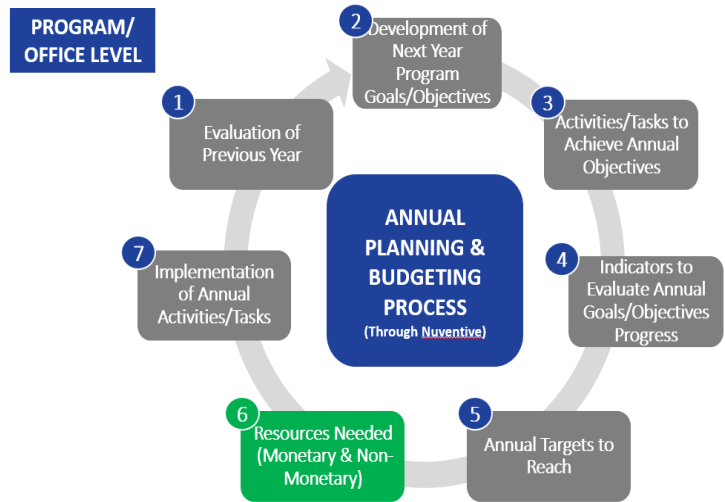 PROGRAM/
OFFICE LEVEL
1
Evaluation of
Previous Year
2
Development of
Next Year
Program
Goals/Objectives
3
Activities/Tasks to
Achieve Annual
Objectives
4
Indicators to
Evaluate Annual
Goals/Objectives
Progress
5
Annual Targets to
Reach
6
Resources Needed
(Monetary & Non-
Monetary)
7
Implementation
of Annual
Activities/Tasks
ANNUAL
PLANNING &
BUDGETING
PROCESS
(Through Nuventive)